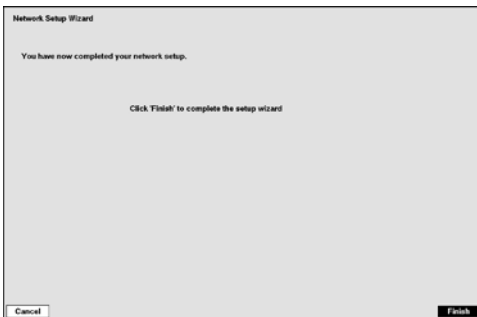 Network Setup Wizard
You have now completed your network setup.
Click 'Finish' to complete the setup wizard
Cancel
Finish